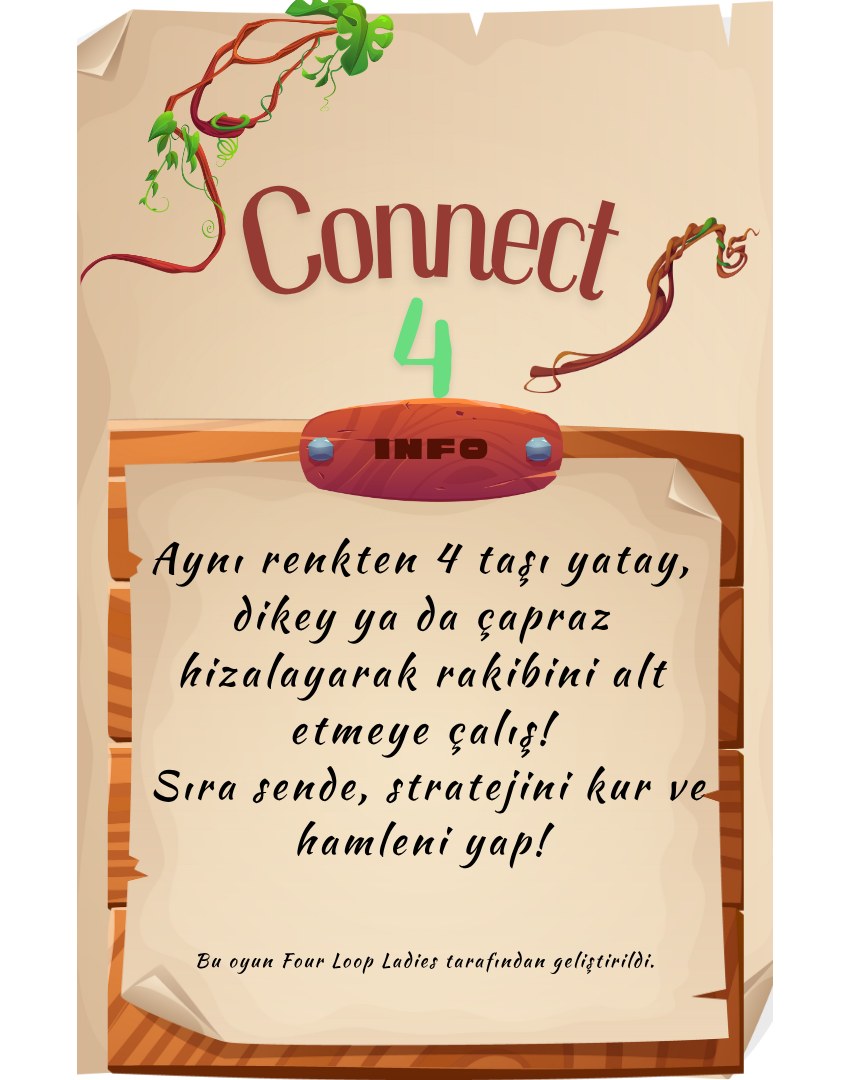 Connect
4
INFO
Aynı renkten 4 taşı yatay,
dikey ya da çapraz
hizalayarak rakibini alt
etmeye çalış!
Sıra sende, stratejini kur ve
hamleni yap!
Bu oyun Four Loop Ladies tarafından geliştirildi.